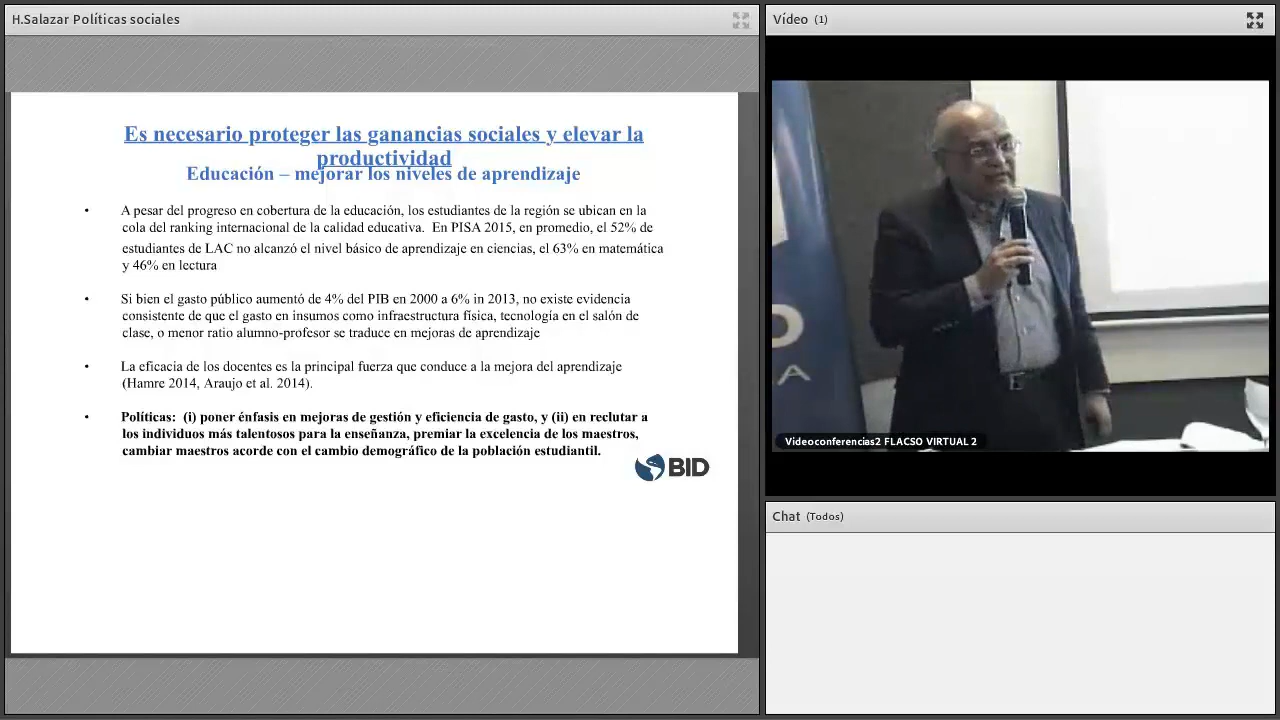 H.Salazar Políticas sociales
Es necesario proteger las ganancias sociales y elevar la
productividad
Educación – mejorar los niveles de aprendizaje
• A pesar del progreso en cobertura de la educación, los estudiantes de la región se ubican en la
cola del ranking internacional de la calidad educativa. En PISA 2015, en promedio, el 52% de
estudiantes de LAC no alcanzó el nivel básico de aprendizaje en ciencias, el 63% en matemática
y 46% en lectura
• Si bien el gasto público aumentó de 4% del PIB en 2000 a 6% in 2013, no existe evidencia
consistente de que el gasto en insumos como infraestructura física, tecnología en el salón de
clase, o menor ratio alumno-profesor se traduce en mejoras de aprendizaje
• La eficacia de los docentes es la principal fuerza que conduce a la mejora del aprendizaje
(Hamre 2014, Araujo et al. 2014).
• Políticas: (i) poner énfasis en mejoras de gestión y eficiencia de gasto, y (ii) en reclutar a
los individuos más talentosos para la enseñanza, premiar la excelencia de los maestros,
cambiar maestros acorde con el cambio demográfico de la población estudiantil.
BID
Vídeo (1)
O
A
Videoconferencias2 FLACSO VIRTUAL 2
Chat (Todos)